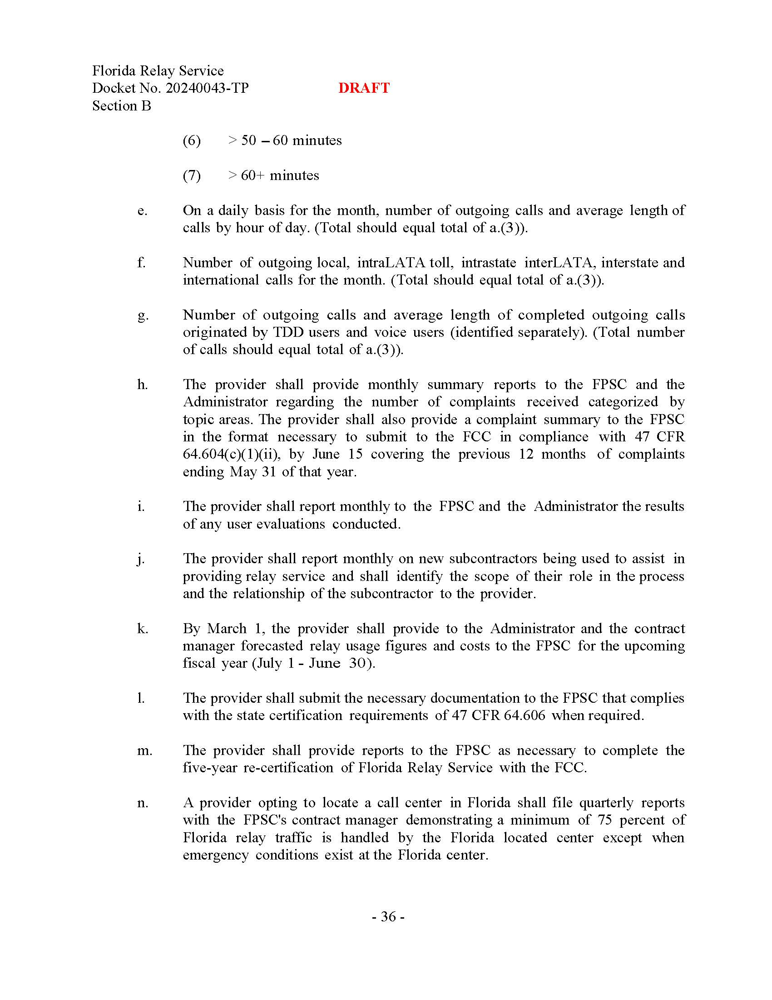 Florida Relay Service
Docket No. 20240043-TP DRAFT
Section B
(6) > 50 – 60 minutes
(7) > 60+ minutes
e. On a daily basis for the month, number of outgoing calls and average length of
calls by hour of day. (Total should equal total of a.(3)).
f. Number of outgoing local, intraLATA toll, intrastate interLATA, interstate and
international calls for the month. (Total should equal total of a.(3)).
g. Number of outgoing calls and average length of completed outgoing calls
originated by TDD users and voice users (identified separately). (Total number
of calls should equal total of a.(3)).
h. The provider shall provide monthly summary reports to the FPSC and the
Administrator regarding the number of complaints received categorized by
topic areas. The provider shall also provide a complaint summary to the FPSC
in the format necessary to submit to the FCC in compliance with 47 CFR
64.604(c)(1)(ii), by June 15 covering the previous 12 months of complaints
ending May 31 of that year.
i. The provider shall report monthly to the FPSC and the Administrator the results
of any user evaluations conducted.
j. The provider shall report monthly on new subcontractors being used to assist in
providing relay service and shall identify the scope of their role in the process
and the relationship of the subcontractor to the provider.
k. By March 1, the provider shall provide to the Administrator and the contract
manager forecasted relay usage figures and costs to the FPSC for the upcoming
fiscal year (July 1 - June 30).
l. The provider shall submit the necessary documentation to the FPSC that complies
with the state certification requirements of 47 CFR 64.606 when required.
m. The provider shall provide reports to the FPSC as necessary to complete the
five-year re-certification of Florida Relay Service with the FCC.
n. A provider opting to locate a call center in Florida shall file quarterly reports
with the FPSC's contract manager demonstrating a minimum of 75 percent of
Florida relay traffic is handled by the Florida located center except when
emergency conditions exist at the Florida center.
- 36 -